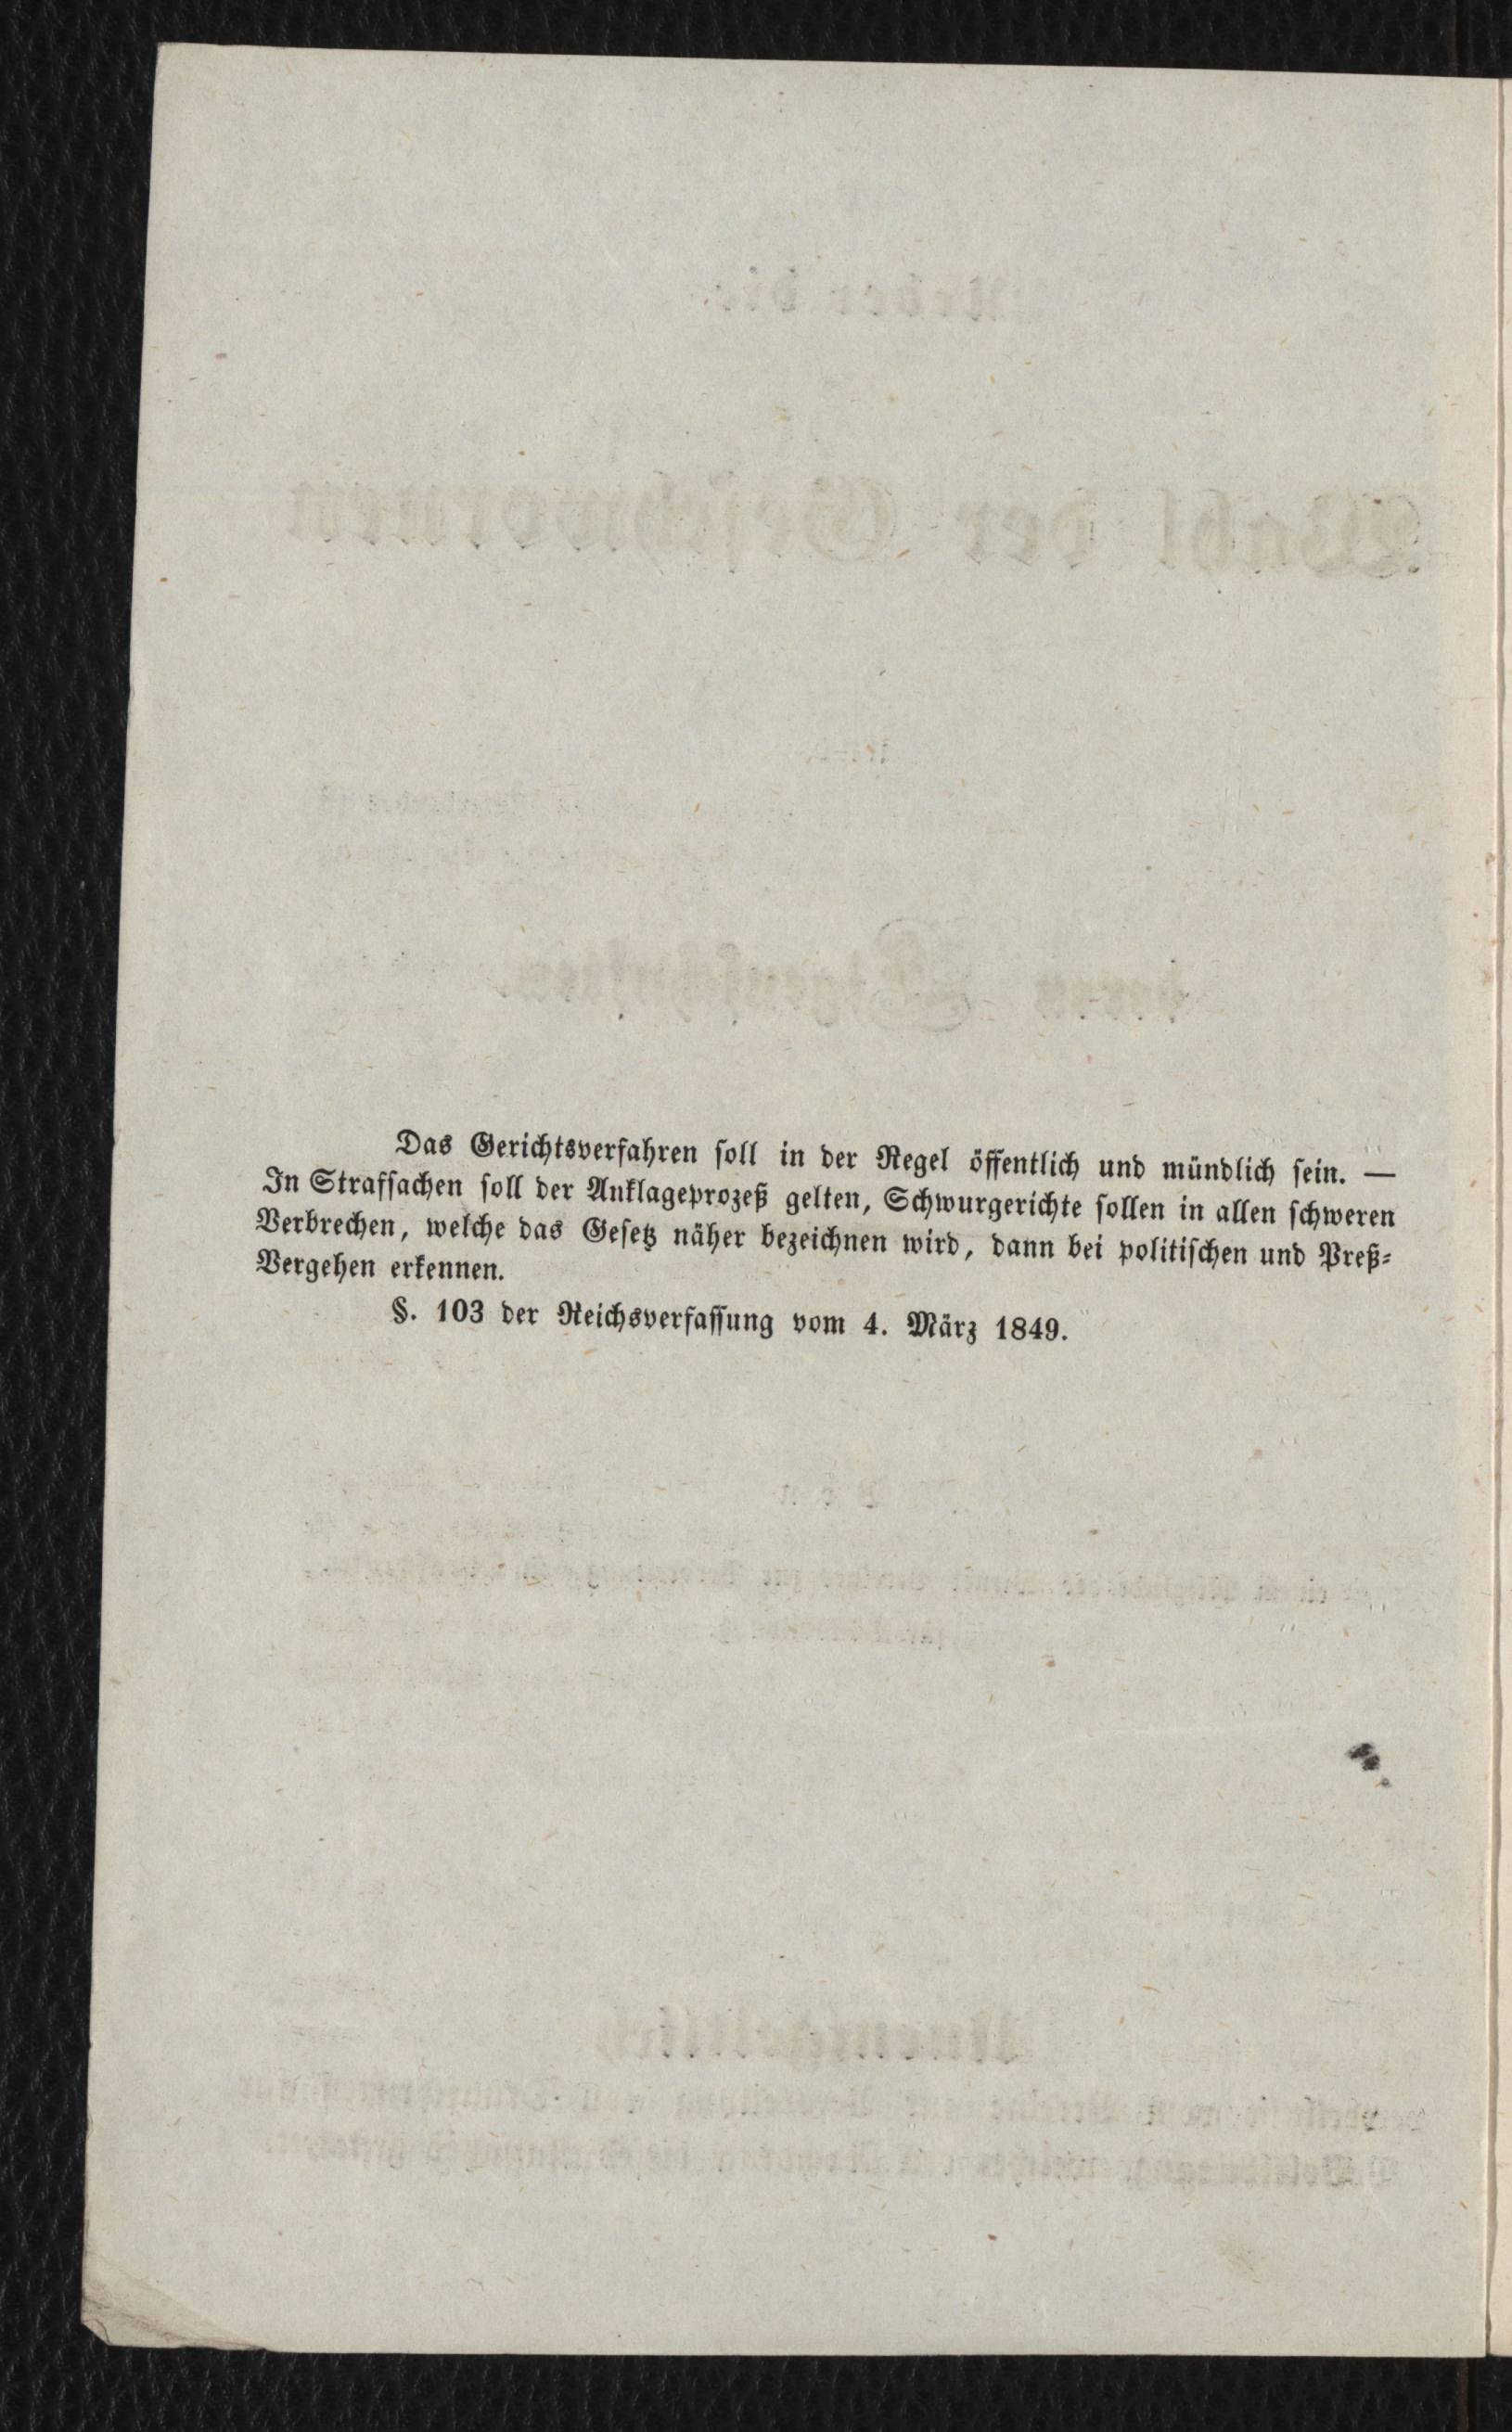 Das Gerichtsverfahren soll in der Regel öffentlich und mündlich sein. —
In Strafsachen soll der Anklageprozeß gelten, Schwurgerichte sollen in allen schweren
Verbrechen, welche das Gesetz näher bezeichnen wird, dann bei politischen und Preß-
Vergehen erkennen.
§. 103 der Reichsverfassung vom 4. März 1849.